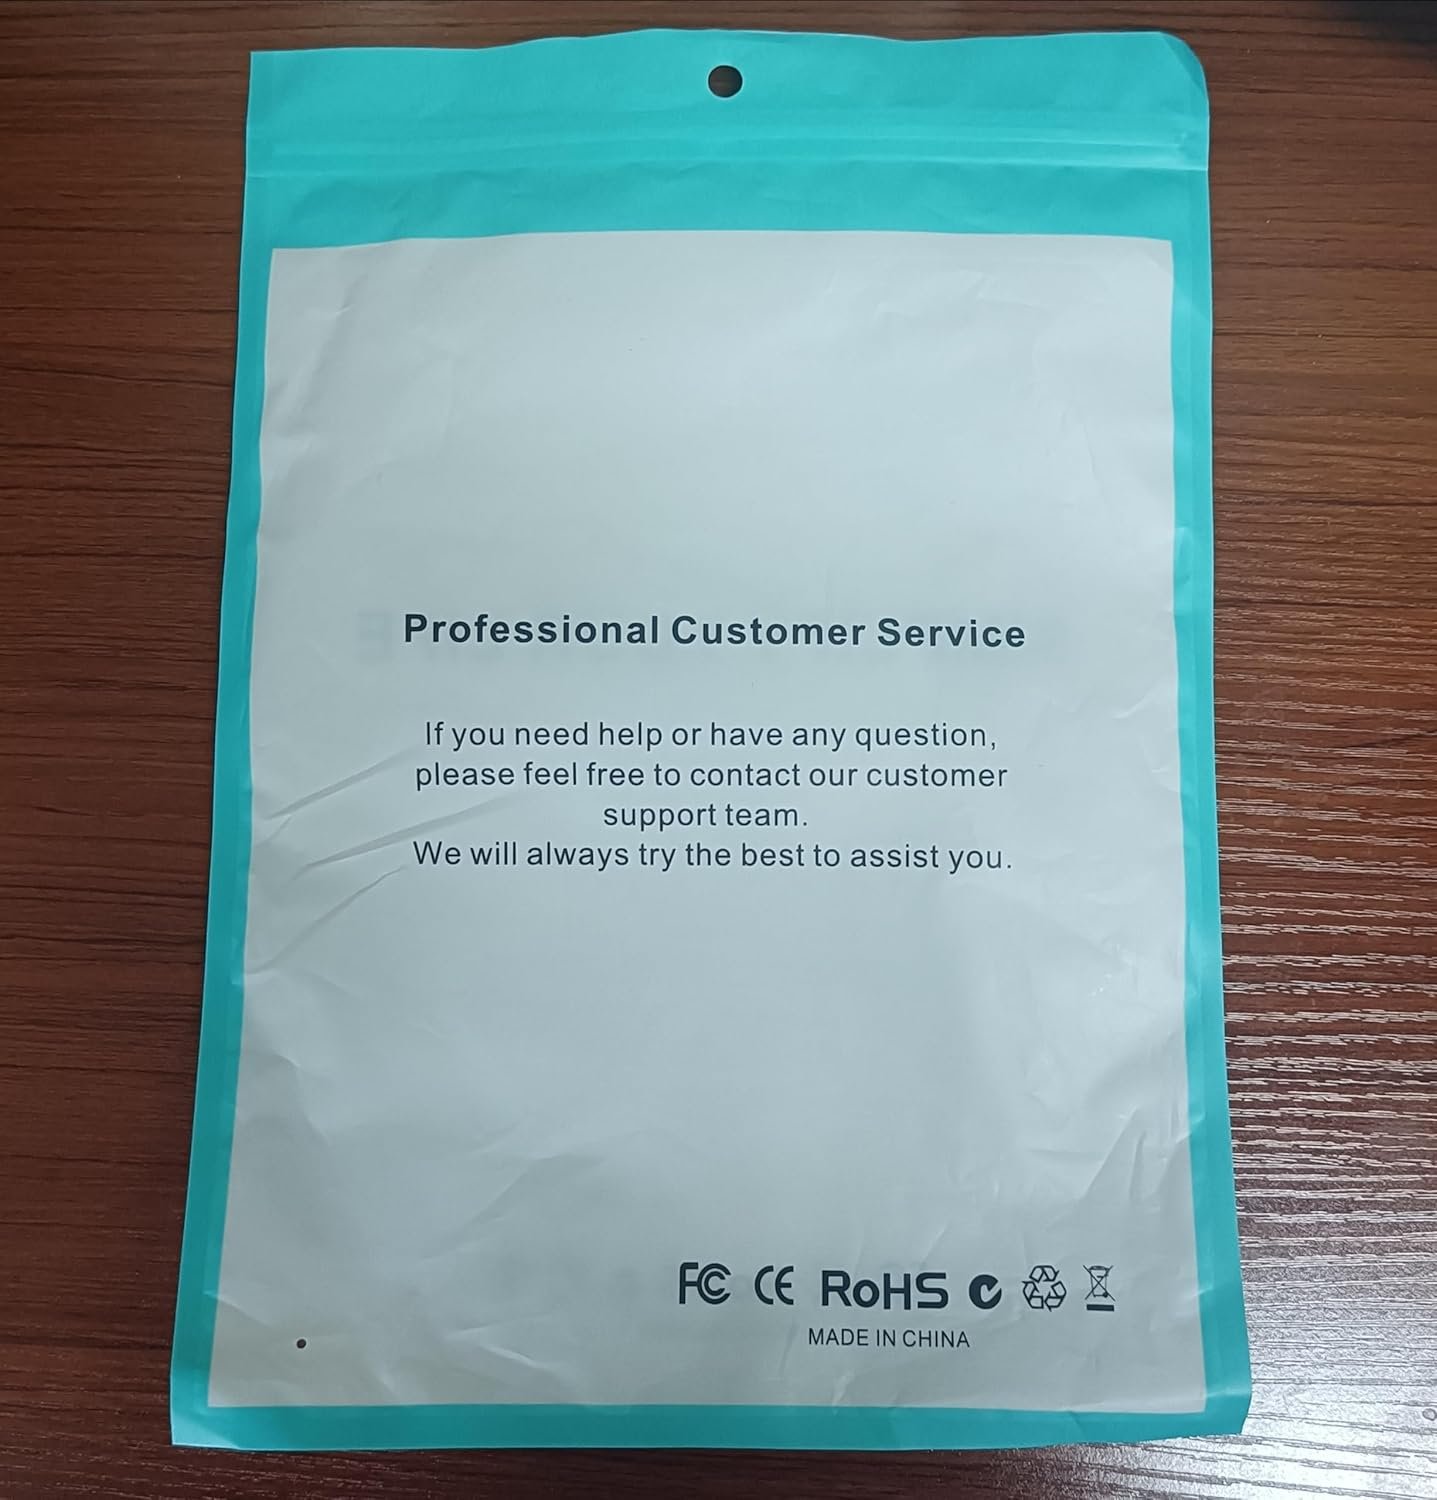 Professional Customer Service
If you need help or have any question,
please feel free to contact our customer
support team.
We will always try the best to assist you.
FC CE RoHS
MADE IN CHINA